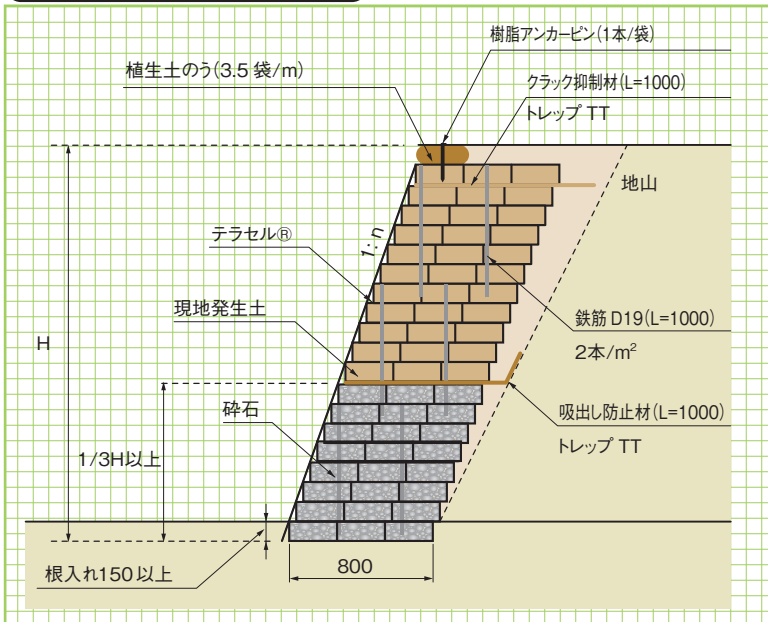 樹脂アンカーピン(1本/袋)
植生土のう(3.5 袋/m)
クラック抑制材(L=1000)
トレップ TT
地山
1:n
テラセル®
現地発生土
鉄筋 D19(L=1000)
2本/m²
H
砕石
吸出し防止材(L=1000)
トレップ TT
1/3H以上
根入れ150以上
800